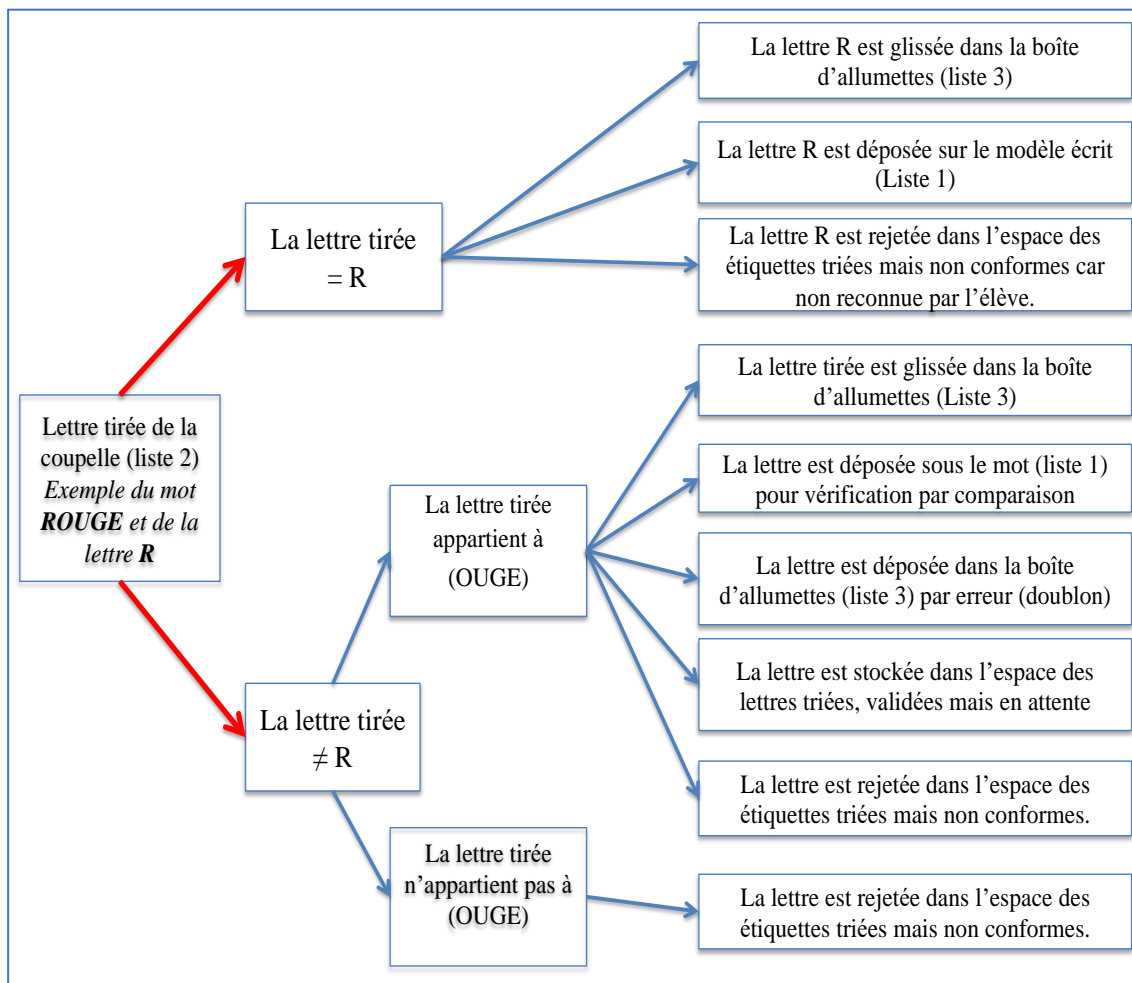 La lettre R est glissée dans la boîte
d’allumettes (liste 3)
La lettre R est déposée sur le modèle écrit
(Liste 1)
La lettre tirée
= R
La lettre R est rejetée dans l’espace des
étiquettes triées mais non conformes car
non reconnue par l’élève.
La lettre tirée est glissée dans la boîte
d’allumettes (Liste 3)
Lettre tirée de la
coupelle (liste 2)
Exemple du mot
ROUGE et de la
lettre R
La lettre est déposée sous le mot (liste 1)
pour vérification par comparaison
La lettre tirée
appartient à
(OUGE)
La lettre est déposée dans la boîte
d’allumettes (liste 3) par erreur (doublon)
La lettre est stockée dans l’espace des
lettres triées, validées mais en attente
La lettre tirée
≠ R
La lettre est rejetée dans l’espace des
étiquettes triées mais non conformes.
La lettre tirée
n’appartient pas à
(OUGE)
La lettre est rejetée dans l’espace des
étiquettes triées mais non conformes.